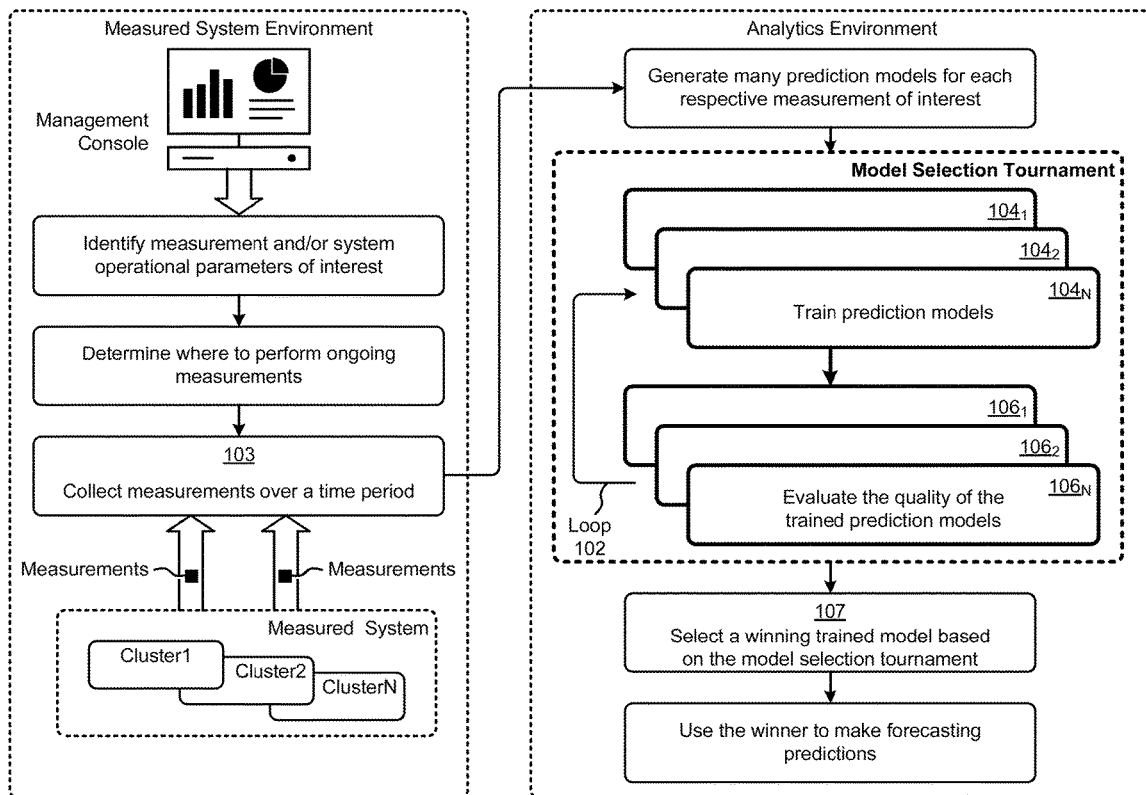 Measured System Environment
Management
Console
Identify measurement and/or system
operational parameters of interest
Determine where to perform ongoing
measurements
103
Collect measurements over a time period
Measurements
Measurements
Measured System
Cluster1
Cluster2
ClusterN
Analytics Environment
Generate many prediction models for each
respective measurement of interest
Model Selection Tournament
104₁
104₂
104ₙ
Train prediction models
106₁
106₂
106ₙ
Evaluate the quality of the
trained prediction models
Loop
102
107
Select a winning trained model based
on the model selection tournament
Use the winner to make forecasting
predictions